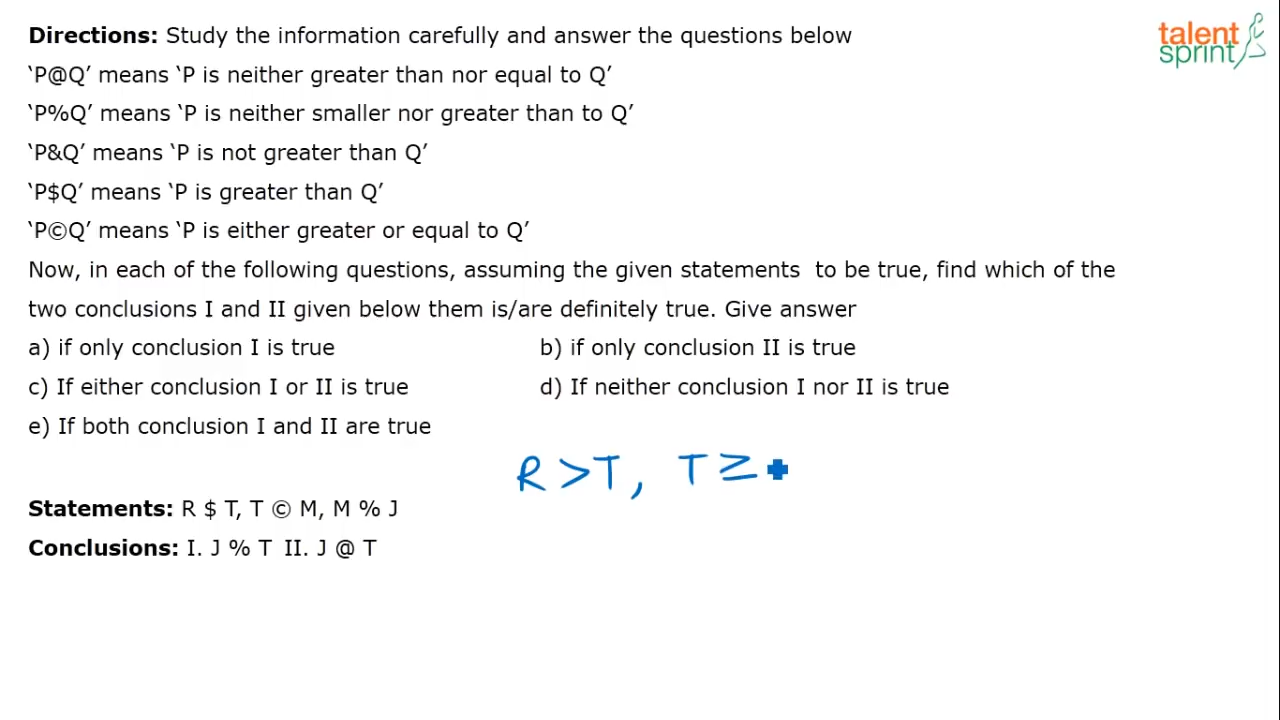 Directions: Study the information carefully and answer the questions below
talent
sprint
‘P@Q’ means ‘P is neither greater than nor equal to Q’
‘P%Q’ means ‘P is neither smaller nor greater than to Q’
‘P&Q’ means ‘P is not greater than Q’
‘P$Q’ means ‘P is greater than Q’
‘P©Q’ means ‘P is either greater or equal to Q’
Now, in each of the following questions, assuming the given statements to be true, find which of the
two conclusions I and II given below them is/are definitely true. Give answer
a) if only conclusion I is true b) if only conclusion II is true
c) If either conclusion I or II is true d) If neither conclusion I nor II is true
e) If both conclusion I and II are true
R > T, T ≥
Statements: R $ T, T © M, M % J
Conclusions: I. J % T II. J @ T